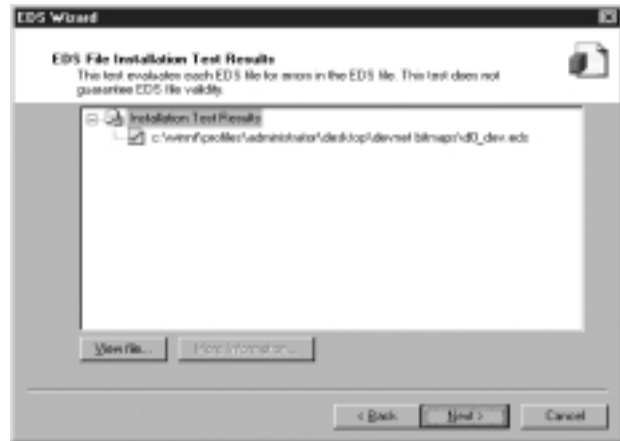 EDS Wizard
EDS File Installation Test Results
This test evaluates each EDS file for errors in the EDS file. This test does not
guarantee EDS file validity.
Installation Test Results
c:\winnt\profiles\administrator\desktop\devnet bitmaps\dl0_dev.eds
View file...
More Information...
< Back
Next >
Cancel